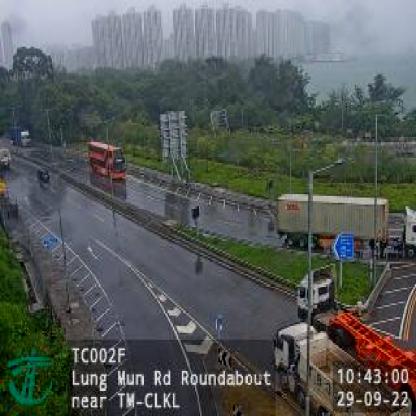 TC002F
Lung Mun Rd Roundabout
near TM-CLKL
10:43:00
29-09-22